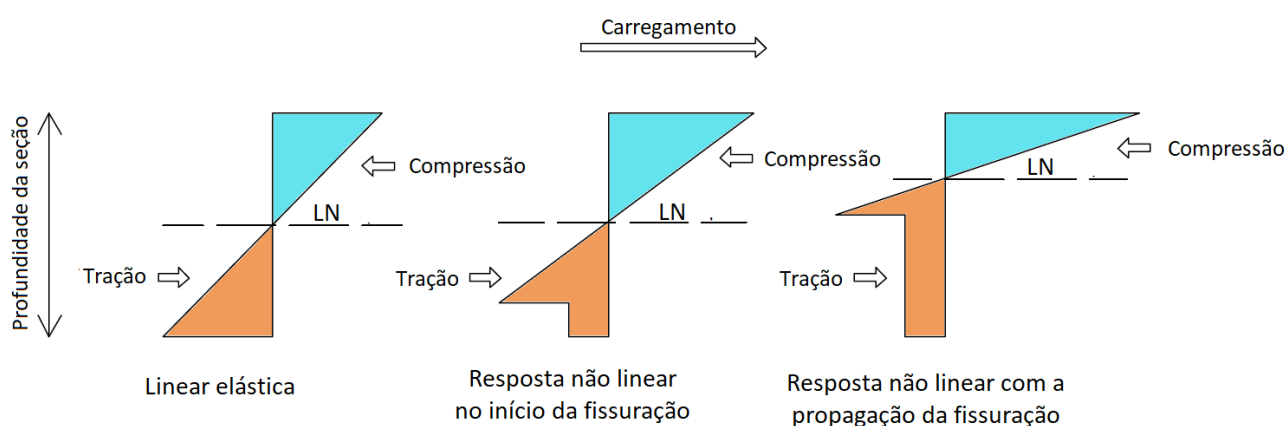 Carregamento
Profundidade da seção
Compressão
LN
Tração
Linear elástica
Compressão
LN
Tração
Resposta não linear
no início da fissuração
Compressão
LN
Tração
Resposta não linear com a
propagação da fissuração